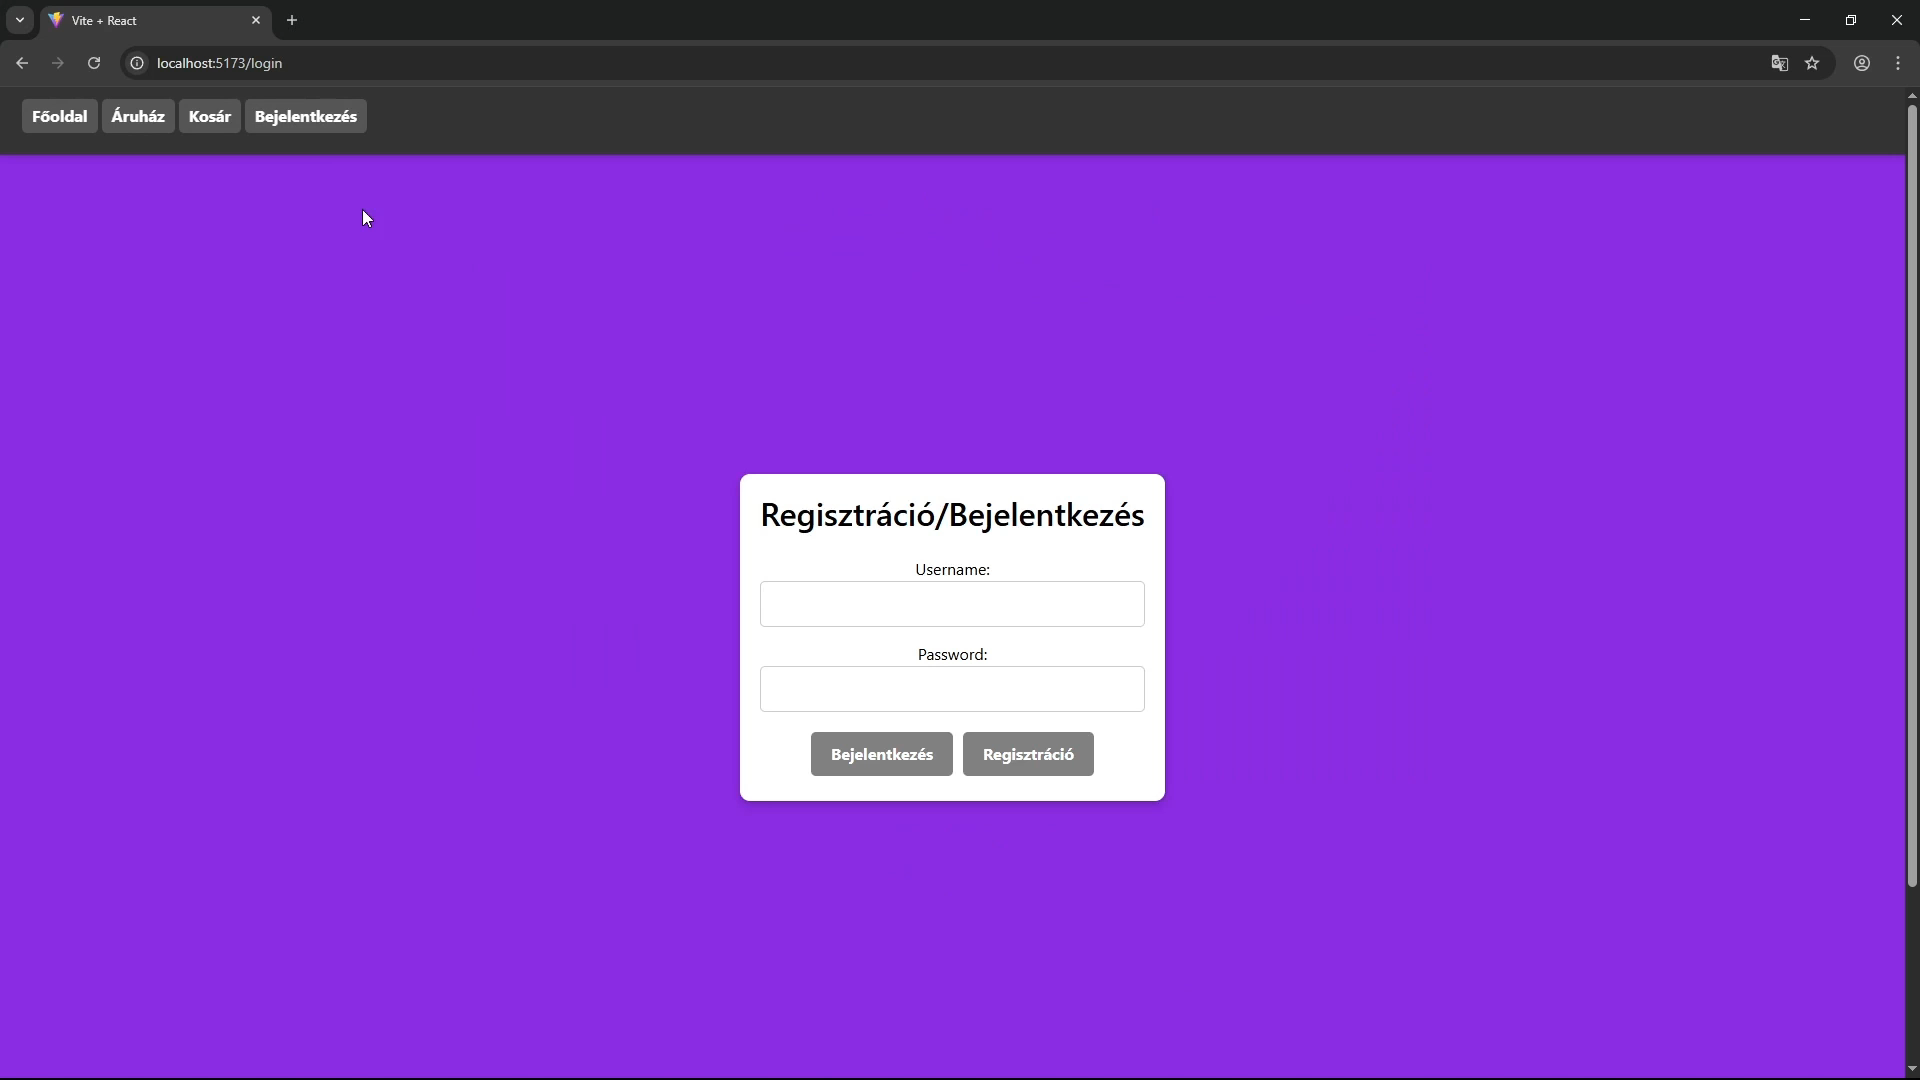 Vite + React
localhost:5173/login
Főoldal Áruház Kosár Bejelentkezés
Regisztráció/Bejelentkezés
Username:
Password:
Bejelentkezés Regisztráció